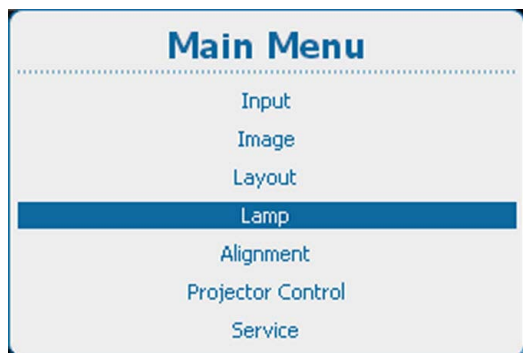 Main Menu
Input
Image
Layout
Lamp
Alignment
Projector Control
Service